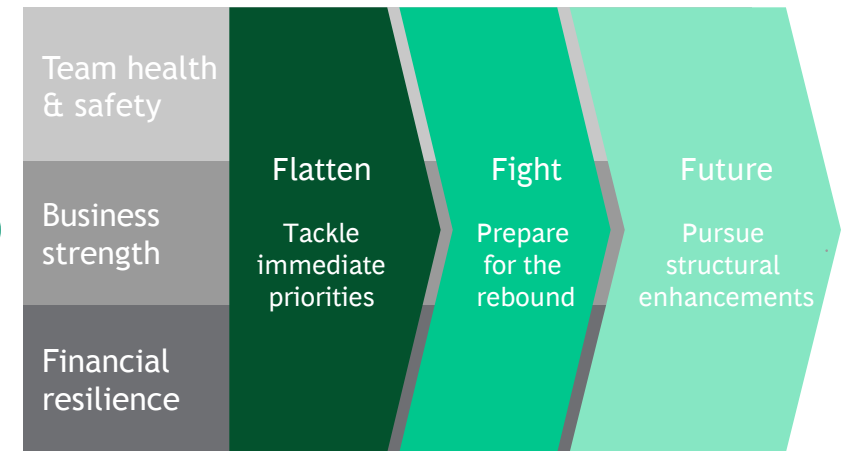 Team health
& safety
Business
strength
Financial
resilience
Flatten
Tackle
immediate
priorities
Fight
Prepare
for the
rebound
Future
Pursue
structural
enhancements